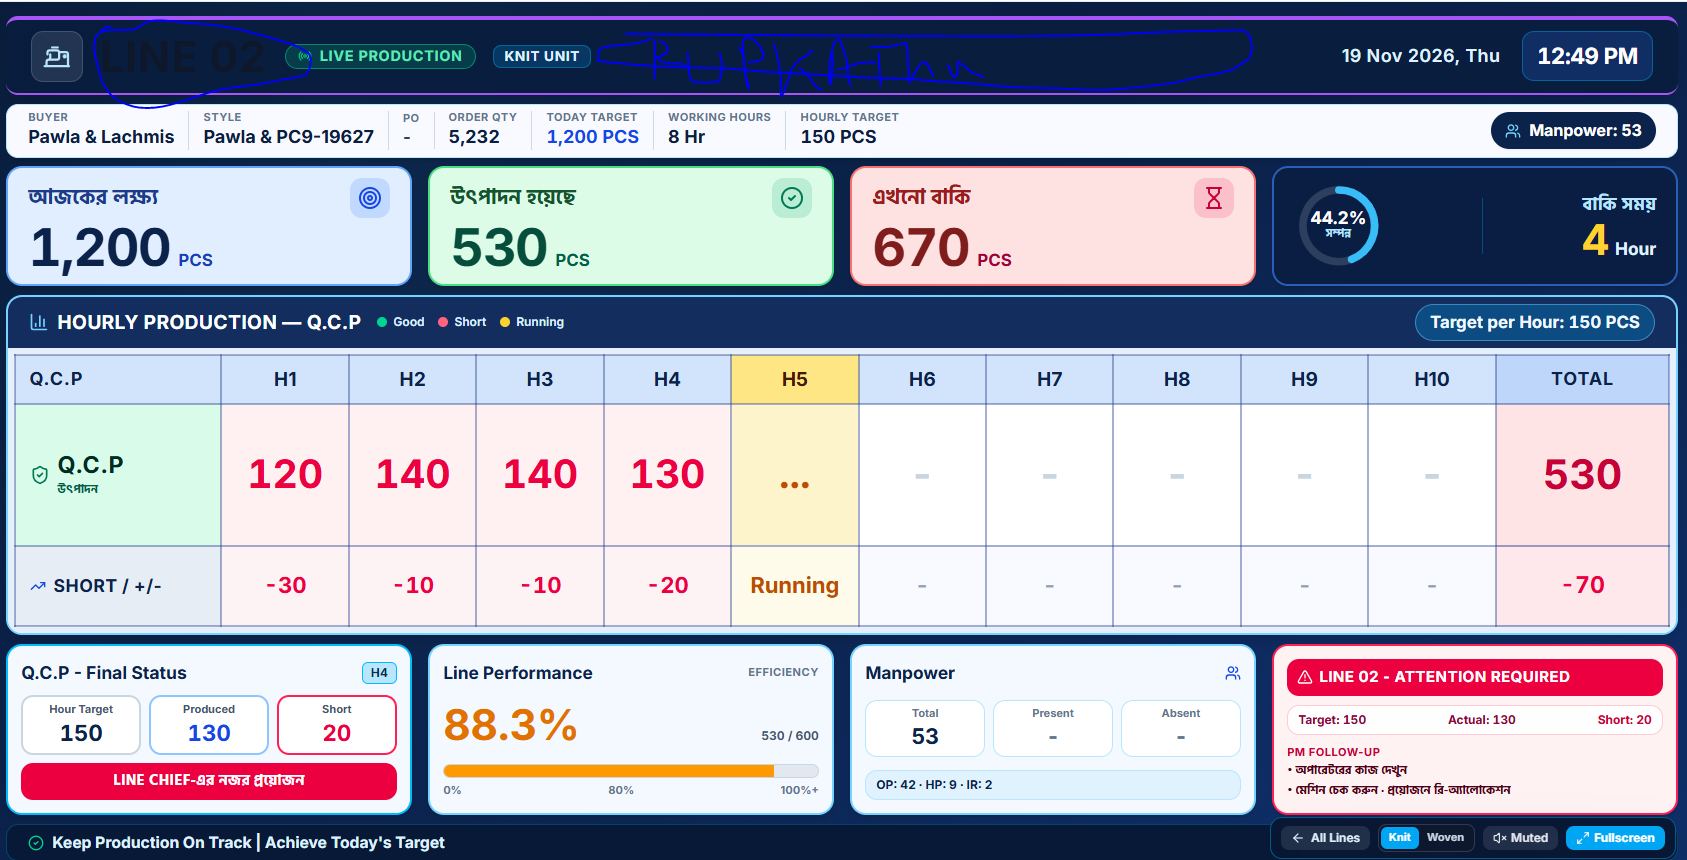 LINE 02
LIVE PRODUCTION
KNIT UNIT
19 Nov 2026, Thu
12:49 PM
BUYER
Pawla & Lachmis
STYLE
Pawla & PC9-19627
PO
-
ORDER QTY
5,232
TODAY TARGET
1,200 PCS
WORKING HOURS
8 Hr
HOURLY TARGET
150 PCS
Manpower: 53
আজকের লক্ষ্য
1,200 PCS
উৎপাদন হয়েছে
530 PCS
এখনো বাকি
670 PCS
44.2%
সম্পন্ন
বাকি সময়
4 Hour
HOURLY PRODUCTION — Q.C.P
Good
Short
Running
Target per Hour: 150 PCS
Q.C.P H1 H2 H3 H4 H5 H6 H7 H8 H9 H10 TOTAL
Q.C.P
উৎপাদন
120 140 140 130 ... - - - - - 530
SHORT / +/- -30 -10 -10 -20 Running - - - - - -70
Q.C.P - Final Status
H4
Hour Target
150
Produced
130
Short
20
LINE CHIEF-এর নজর প্রয়োজন
Line Performance
EFFICIENCY
88.3%
530 / 600
0% 80% 100%+
Manpower
Total
53
Present
-
Absent
-
OP: 42 · HP: 9 · IR: 2
LINE 02 - ATTENTION REQUIRED
Target: 150 Actual: 130 Short: 20
PM FOLLOW-UP
• অপারেটরের কাজ দেখুন
• মেশিন চেক করুন · প্রয়োজনে রি-অ্যালোকেশন
Keep Production On Track | Achieve Today's Target
All Lines
Knit
Woven
Muted
Fullscreen